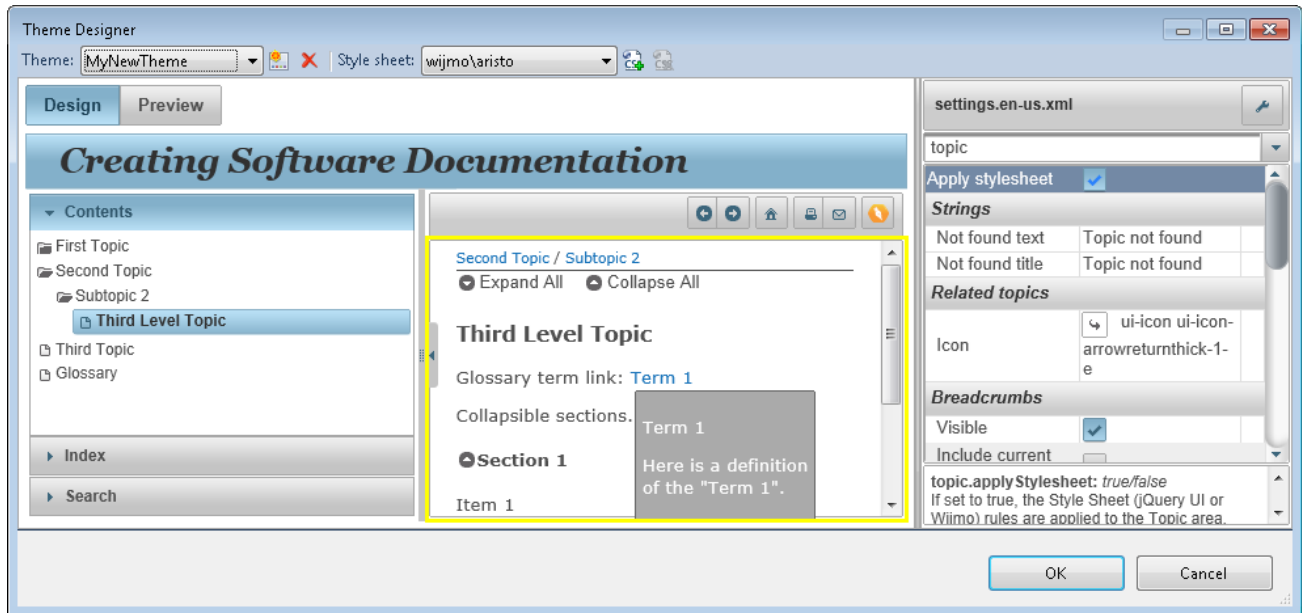 Theme Designer
Theme: MyNewTheme Style sheet: wijmo\aristo
Design Preview
Creating Software Documentation
Contents
First Topic
Second Topic
Subtopic 2
Third Level Topic
Third Topic
Glossary
Index
Search
Second Topic / Subtopic 2
Expand All Collapse All
Third Level Topic
Glossary term link: Term 1
Collapsible sections.
Term 1
Here is a definition
of the "Term 1".
Section 1
Item 1
settings.en-us.xml
topic
Apply stylesheet
Strings
Not found text Topic not found
Not found title Topic not found
Related topics
Icon ui-icon ui-icon-
arrowreturnthick-1-
e
Breadcrumbs
Visible
Include current
topic.applyStylesheet: true/false
If set to true, the Style Sheet (jQuery UI or
Wijmo) rules are applied to the Topic area.
OK Cancel